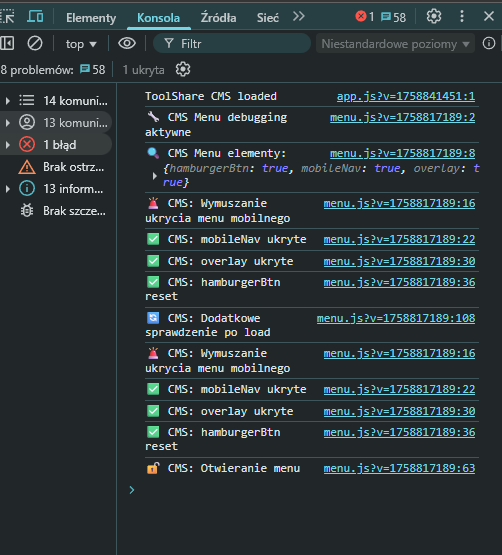 Elementy Konsola Źródła Sieć 1 58
top Filtr Niestandardowe poziomy
8 problemów: 58 1 ukryta
14 komuni...
13 komuni...
1 błąd
Brak ostrz...
13 inform...
Brak szcze...
ToolShare CMS loaded app.js?v=1758841451:1
🔧 CMS Menu debugging menu.js?v=1758817189:2
aktywne
🔍 CMS Menu elementy: menu.js?v=1758817189:8
{hamburgerBtn: true, mobileNav: true, overlay: t
rue}
🚨 CMS: Wymuszanie menu.js?v=1758817189:16
ukrycia menu mobilnego
✅ CMS: mobileNav ukryte menu.js?v=1758817189:22
✅ CMS: overlay ukryte menu.js?v=1758817189:30
✅ CMS: hamburgerBtn menu.js?v=1758817189:36
reset
🔄 CMS: Dodatkowe menu.js?v=1758817189:108
sprawdzenie po load
🚨 CMS: Wymuszanie menu.js?v=1758817189:16
ukrycia menu mobilnego
✅ CMS: mobileNav ukryte menu.js?v=1758817189:22
✅ CMS: overlay ukryte menu.js?v=1758817189:30
✅ CMS: hamburgerBtn menu.js?v=1758817189:36
reset
🔓 CMS: Otwieranie menu menu.js?v=1758817189:63